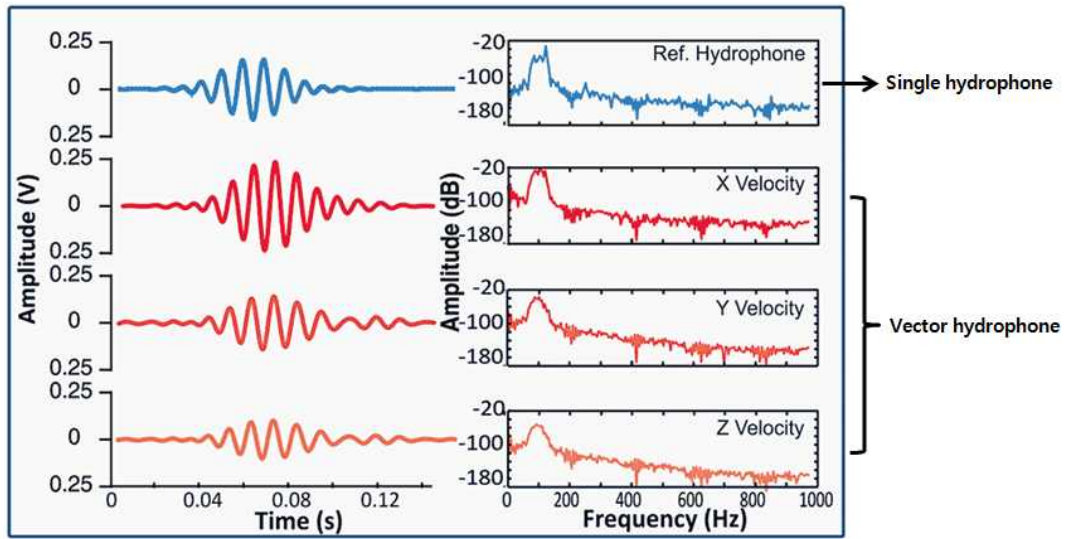 0.25
0
0.25
-20
-100
-180
Ref. Hydrophone
Single hydrophone
0.25
0
0.25
-20
-100
-180
X Velocity
Amplitude (V)
Amplitude (dB)
0.25
0
-20
-100
-180
Y Velocity
Vector hydrophone
0.25
0
0.25
-20
-100
-180
Z Velocity
0 0.04 0.08 0.12
Time (s)
0 200 400 600 800 1000
Frequency (Hz)